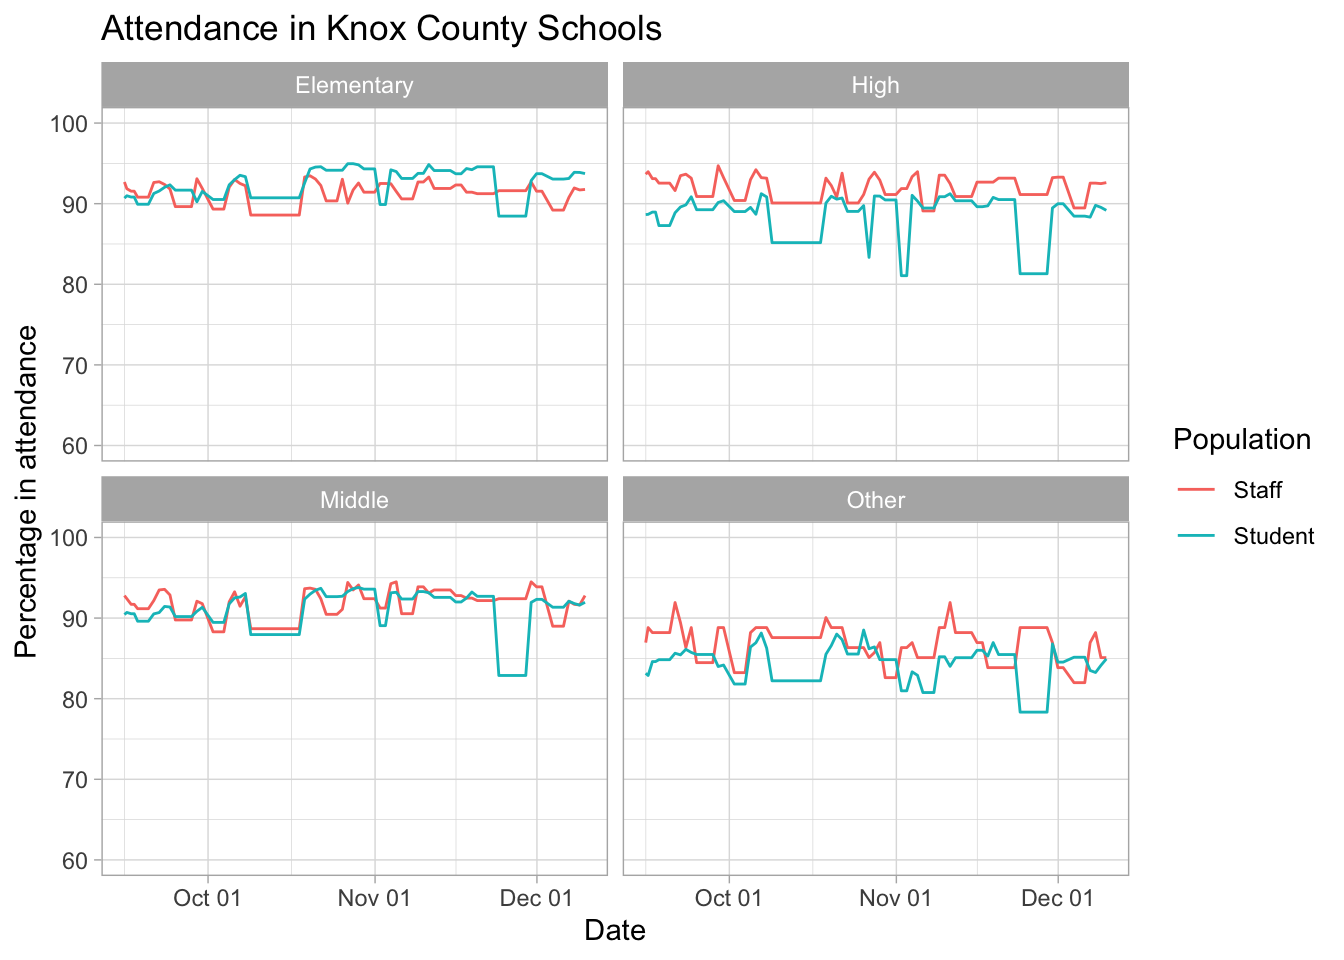 Attendance in Knox County Schools
Elementary
High
100
90
80
70
60
Middle
Other
100
90
80
70
60
Oct 01
Nov 01
Dec 01
Oct 01
Nov 01
Dec 01
Date
Percentage in attendance
Population
Staff
Student